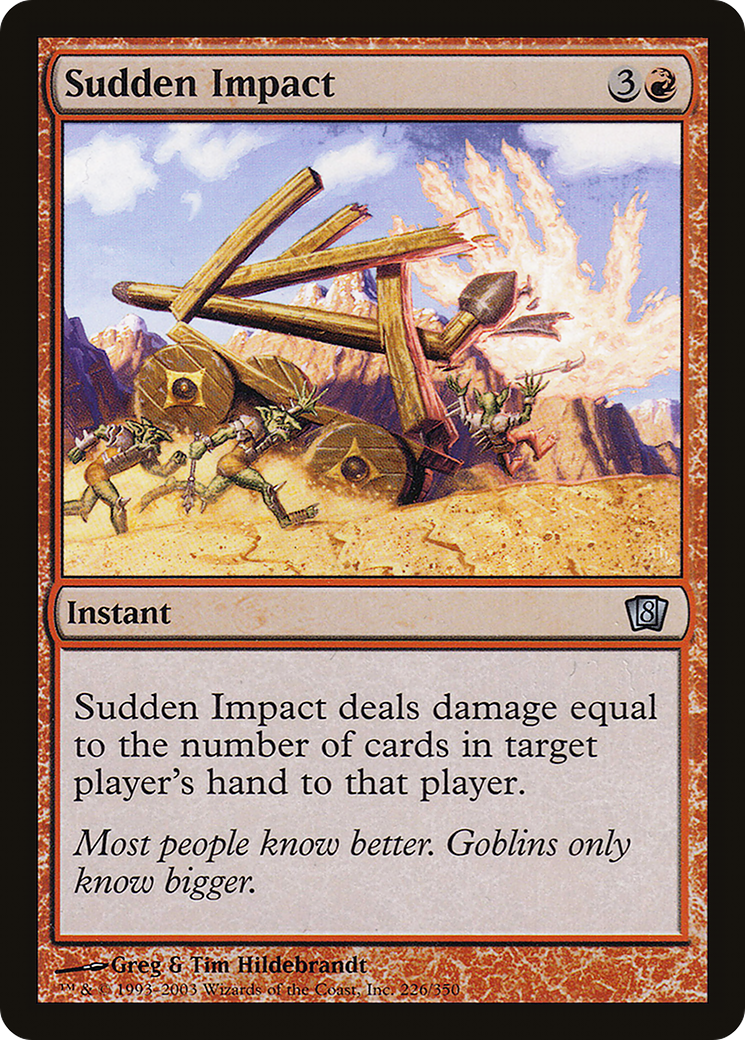 Sudden Impact
3
Instant
8
Sudden Impact deals damage equal
to the number of cards in target
player's hand to that player.
Most people know better. Goblins only
know bigger.
Greg & Tim Hildebrandt
™ & © 1993–2003 Wizards of the Coast, Inc. 226/350